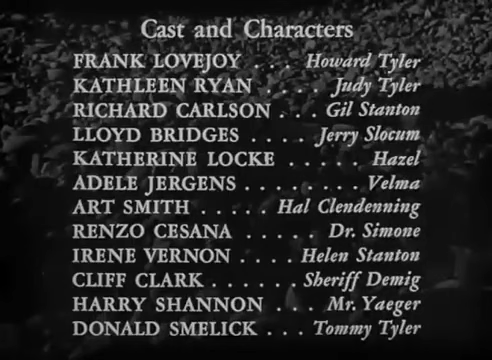 Cast and Characters
FRANK LOVEJOY . . . Howard Tyler
KATHLEEN RYAN . . . . Judy Tyler
RICHARD CARLSON . . . Gil Stanton
LLOYD BRIDGES . . . . Jerry Slocum
KATHERINE LOCKE . . . . . Hazel
ADELE JERGENS . . . . . . . . Velma
ART SMITH . . . . . Hal Clendenning
RENZO CESANA . . . . . Dr. Simone
IRENE VERNON . . . . Helen Stanton
CLIFF CLARK . . . . . . Sheriff Demig
HARRY SHANNON . . . . Mr. Yaeger
DONALD SMELICK . . . Tommy Tyler